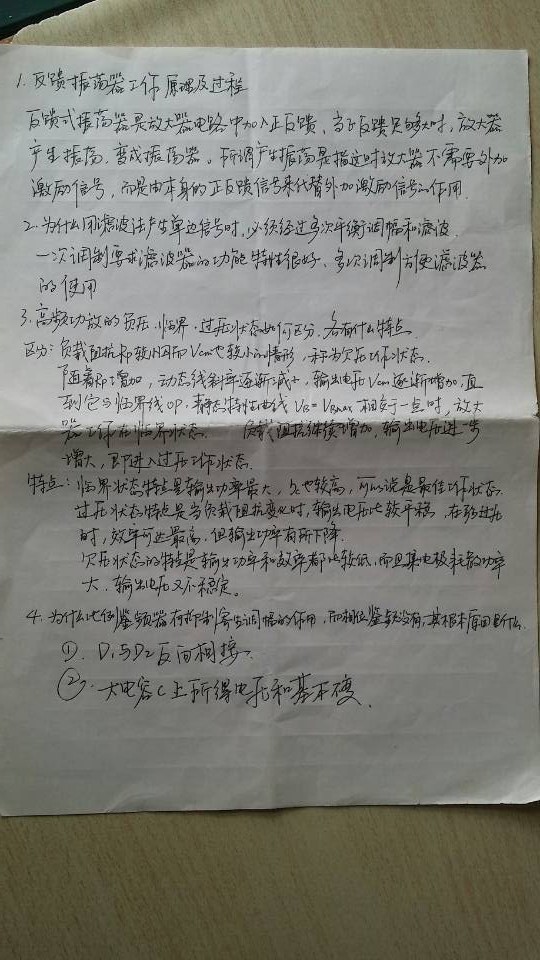 1. 反馈振荡器工作原理及过程
反馈式振荡器是放大器电路中加入正反馈、当正反馈足够大时，放大器
产生振荡，变成振荡器。所谓产生振荡是指这时放大器不需要外加
激励信号，而是由本身的正反馈信号来代替外加激励信号的作用.
2. 为什么用滤波法产生单边信号时，必须经过多次平衡调幅和滤波.
一次调制要求滤波器的功能特性很好、多次调制方便滤波器
的使用
3. 高频功放的欠压.临界.过压状态如何区分.各有什么特点
区分：负载阻抗Rp较小因而Vcm也较小的情形，称为欠压工作状态.
随着Rp增加，动态线斜率逐渐减小，输出电压Vcm逐渐增加，直
到它与临界线OP.静态特性曲线VB=VBmax相交于一点时，放大
器工作在临界状态. 负载阻抗继续增加，输出电压进一步
增大，即进入过压工作状态.
特点：临界状态特点是输出功率最大，ηc也较高，可以说是最佳工作状态.
过压状态特点是当负载阻抗变化时，输出电压比较平稳，在弱过压
时，效率可达最高，但输出功率有所下降.
欠压状态的特点是输出功率和效率都比较低，而且集电极耗散功率
大，输出电压又不稳定。
4. 为什么比例鉴频器有抑制寄生调幅的作用，而相位鉴频没有，其根本原因是什么.
①. D1与D2反向相接.
②. 大电容C上所得电压和基本不变.